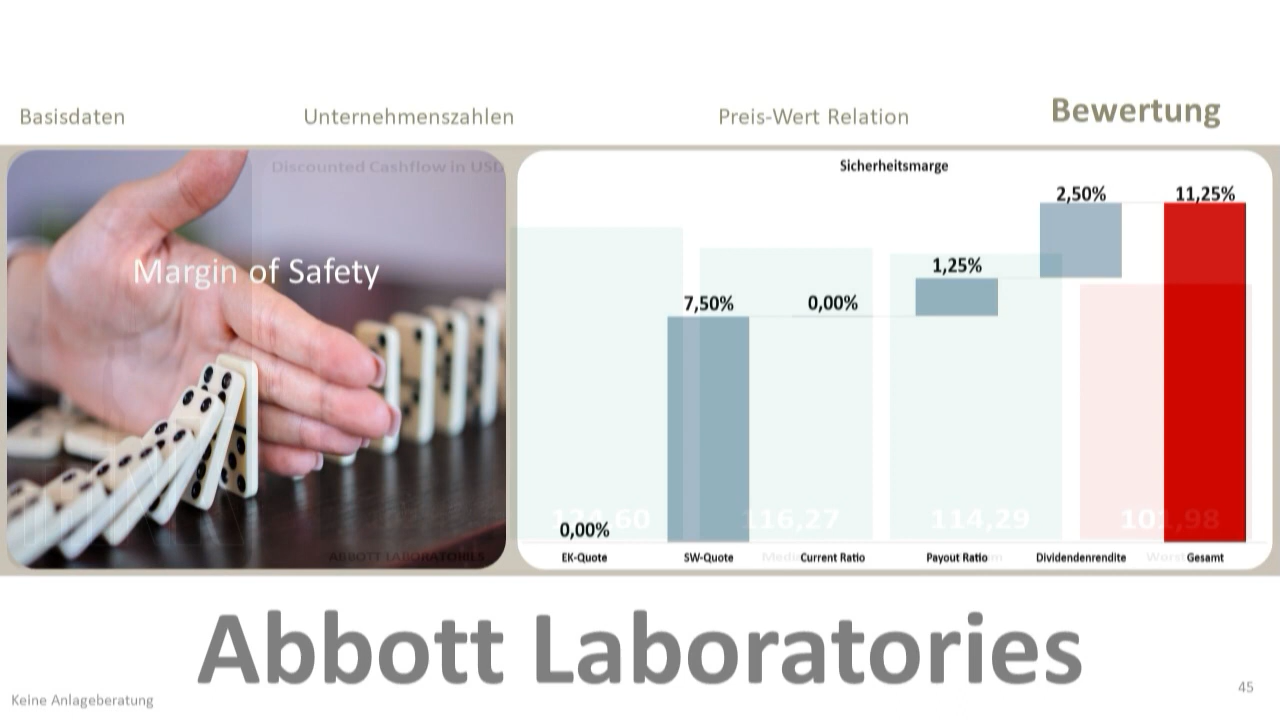 Basisdaten
Unternehmenszahlen
Preis-Wert Relation
Bewertung
Discounted Cashflow in USD
Margin of Safety
ABBOTT LABORATORIES
Sicherheitsmarge
0,00%
7,50%
0,00%
1,25%
2,50%
11,25%
124,60
116,27
114,29
101,98
EK-Quote
SW-Quote
Current Ratio
Payout Ratio
Dividendenrendite
Gesamt
Abbott Laboratories
Keine Anlageberatung
45